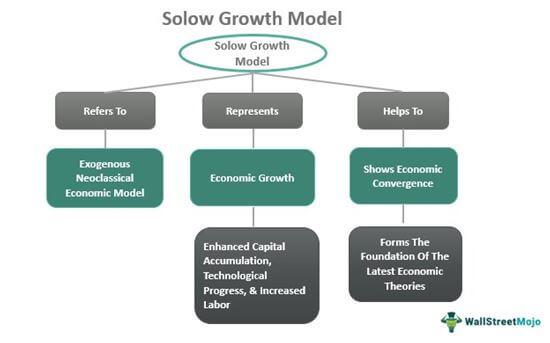 Solow Growth Model
Solow Growth
Model
Refers To
Represents
Helps To
Exogenous
Neoclassical
Economic Model
Economic Growth
Shows Economic
Convergence
Enhanced Capital
Accumulation,
Technological
Progress, & Increased
Labor
Forms The
Foundation Of The
Latest Economic
Theories
WallStreetMojo